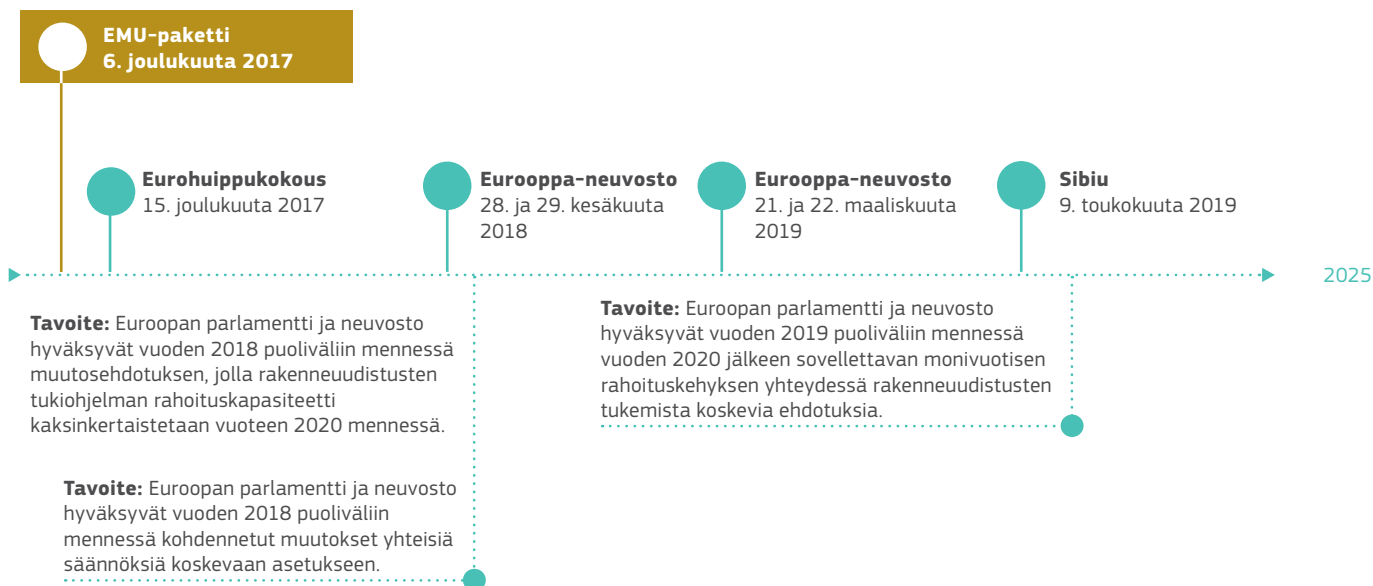 EMU-paketti
6. joulukuuta 2017
Eurohuippukokous
15. joulukuuta 2017
Eurooppa-neuvosto
28. ja 29. kesäkuuta
2018
Eurooppa-neuvosto
21. ja 22. maaliskuuta
2019
Sibiu
9. toukokuuta 2019
2025
Tavoite: Euroopan parlamentti ja neuvosto
hyväksyvät vuoden 2018 puoliväliin mennessä
muutosehdotuksen, jolla rakenneuudistusten
tukiohjelman rahoituskapasiteetti
kaksinkertaistetaan vuoteen 2020 mennessä.
Tavoite: Euroopan parlamentti ja neuvosto
hyväksyvät vuoden 2018 puoliväliin
mennessä kohdennetut muutokset yhteisiä
säännöksiä koskevaan asetukseen.
Tavoite: Euroopan parlamentti ja neuvosto
hyväksyvät vuoden 2019 puoliväliin mennessä
vuoden 2020 jälkeen sovellettavan monivuotisen
rahoituskehyksen yhteydessä rakenneuudistusten
tukemista koskevia ehdotuksia.